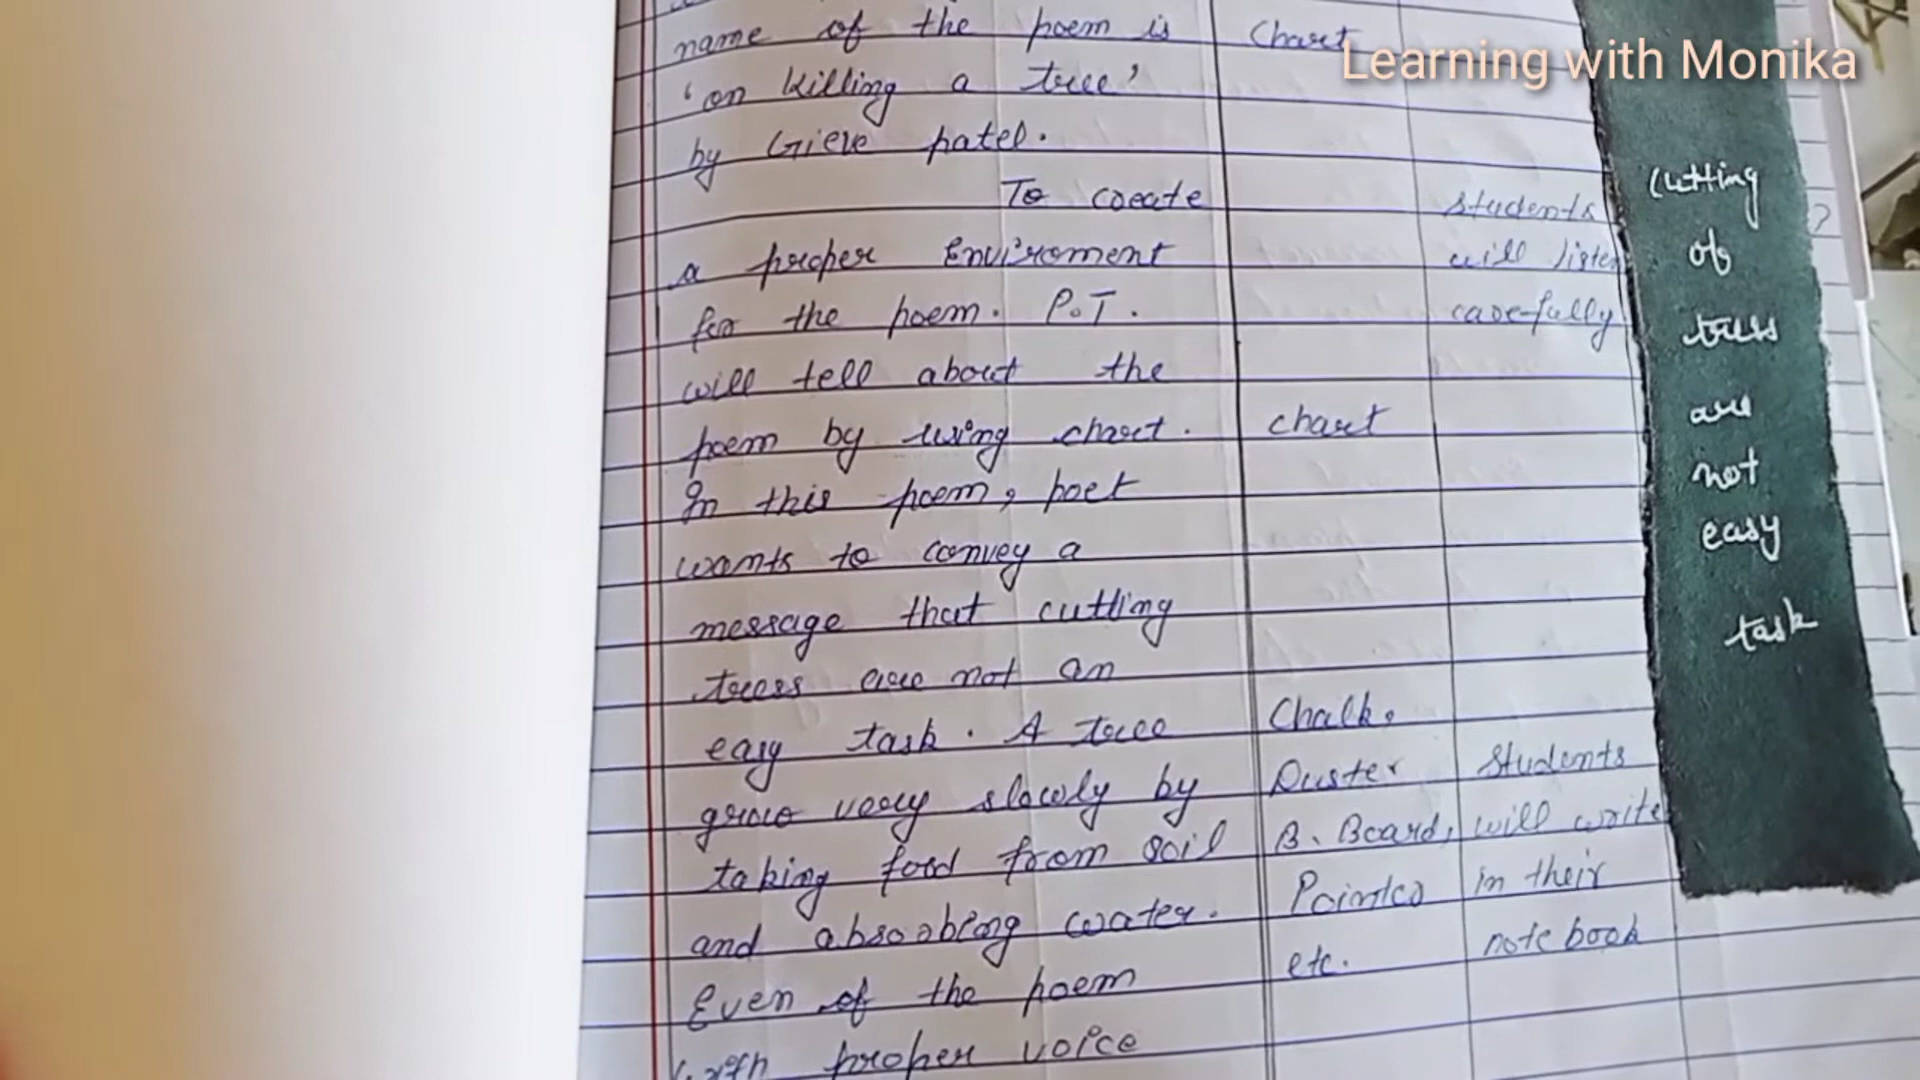 name of the poem is
'on killing a tree'
by Gieve patel.
To create
a proper Enviroment
for the poem. P.T.
will tell about the
poem by using chart.
In this poem, poet
wants to convey a
message that cutting
trees are not an
easy task. A tree
grow very slowly by
taking food from soil
and absorbing water.
Even of the poem
With proper voice
Chart
chart
Chalk.
Duster
B. Board,
Pointer
etc.
students
will listen
carefully
Students
will write
in their
note book
?
Cutting
of
trees
are
not
easy
task
Learning with Monika